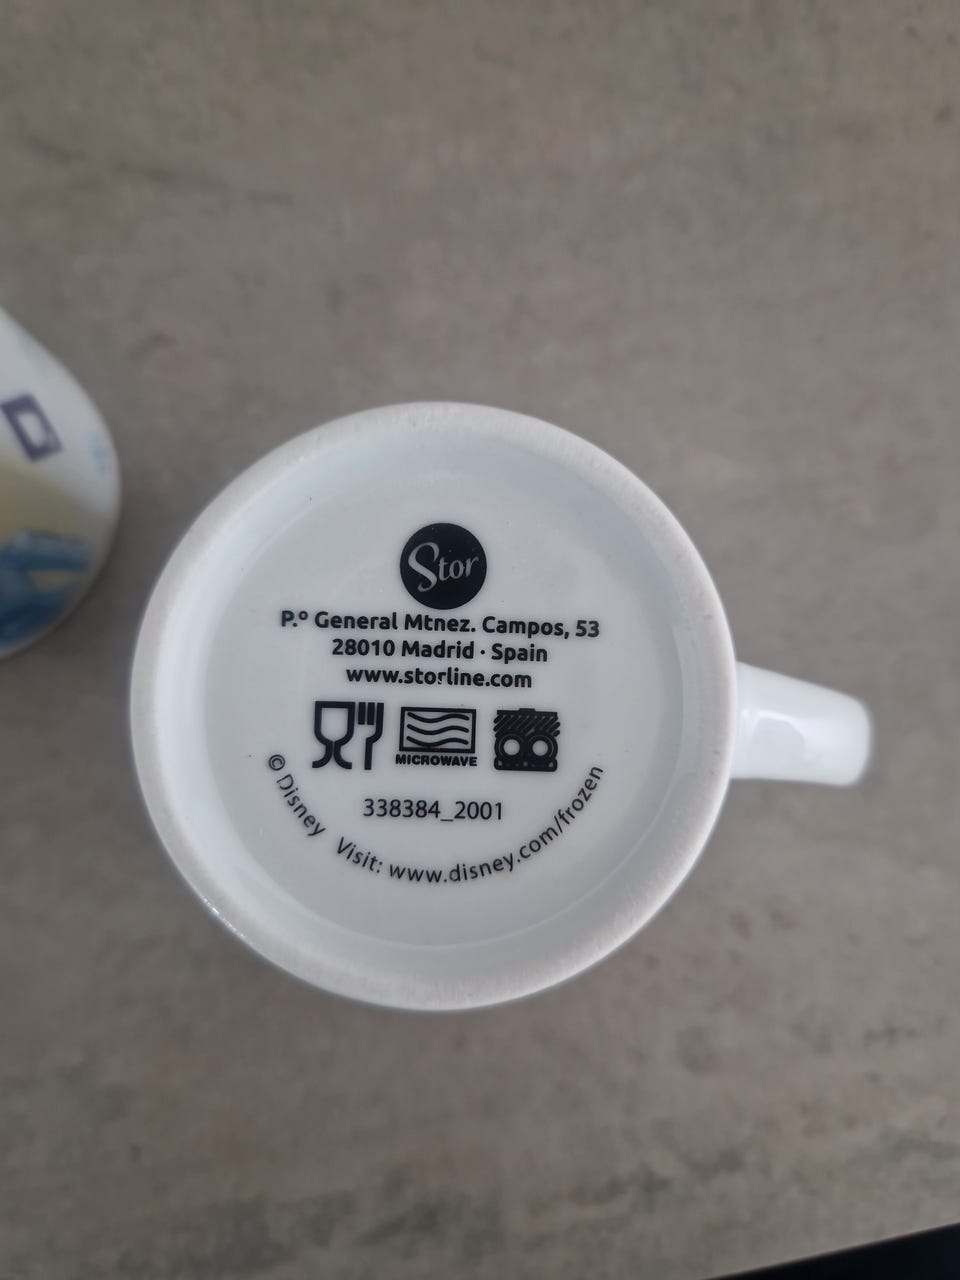 Stor
P.º General Mtnez. Campos, 53
28010 Madrid · Spain
www.storline.com
MICROWAVE
338384_2001
© Disney Visit: www.disney.com/frozen